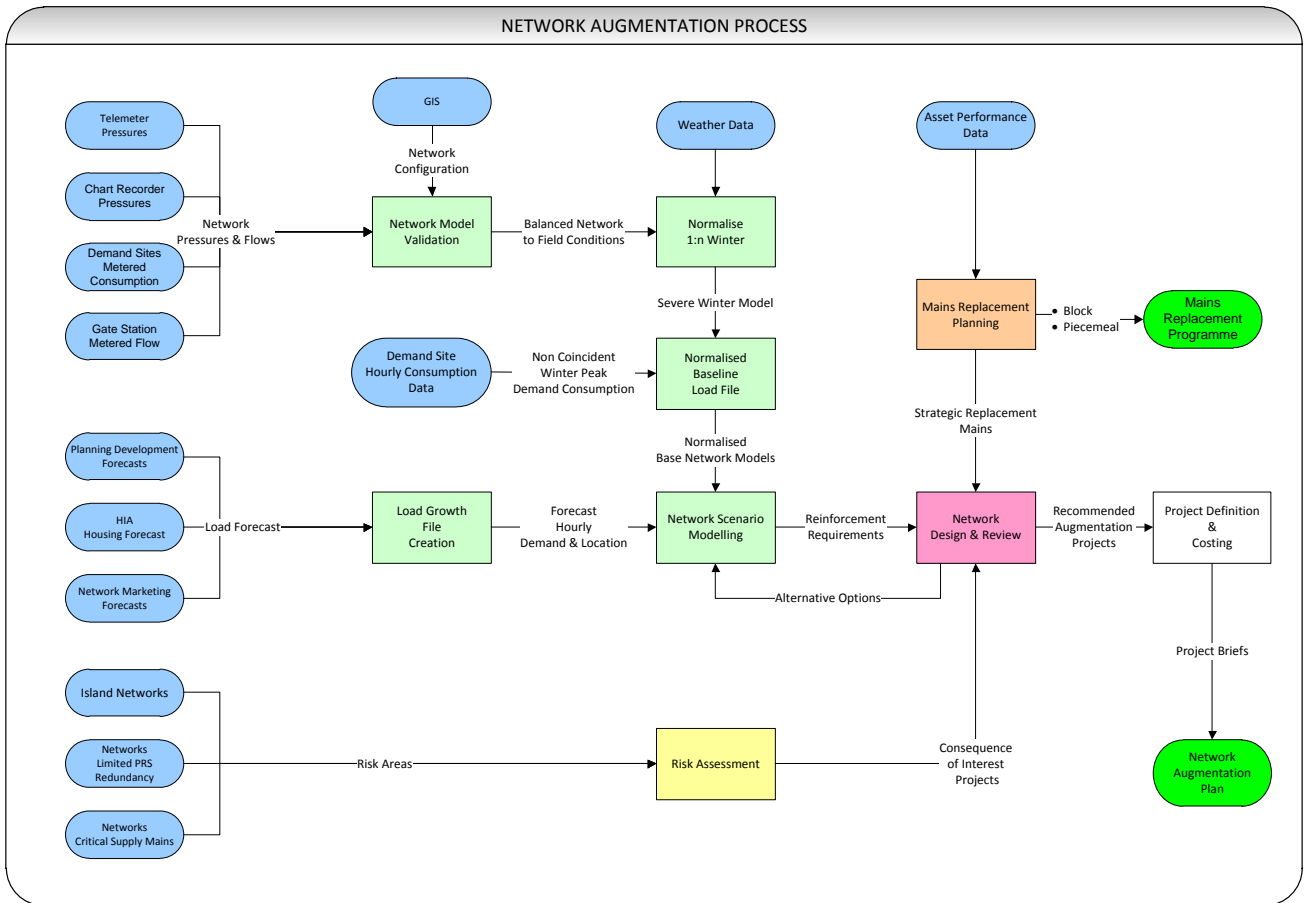 NETWORK AUGMENTATION PROCESS
GIS
Telemeter
Pressures
Weather Data
Asset Performance
Data
Network
Configuration
Chart Recorder
Pressures
Network
Pressures & Flows
Network Model
Validation
Balanced Network
to Field Conditions
Normalise
1:n Winter
Demand Sites
Metered
Consumption
Severe Winter Model
Mains Replacement
Planning
• Block
• Piecemeal
Mains
Replacement
Programme
Gate Station
Metered Flow
Demand Site
Hourly Consumption
Data
Non Coincident
Winter Peak
Demand Consumption
Normalised
Baseline
Load File
Strategic Replacement
Mains
Normalised
Base Network Models
Planning Development
Forecasts
HIA
Housing Forecast
Load Forecast
Load Growth
File
Creation
Forecast
Hourly
Demand & Location
Network Scenario
Modelling
Reinforcement
Requirements
Network
Design & Review
Recommended
Augmentation
Projects
Project Definition
&
Costing
Network Marketing
Forecasts
Alternative Options
Project Briefs
Island Networks
Networks
Limited PRS
Redundancy
Risk Areas
Risk Assessment
Consequence
of Interest
Projects
Network
Augmentation
Plan
Networks
Critical Supply Mains